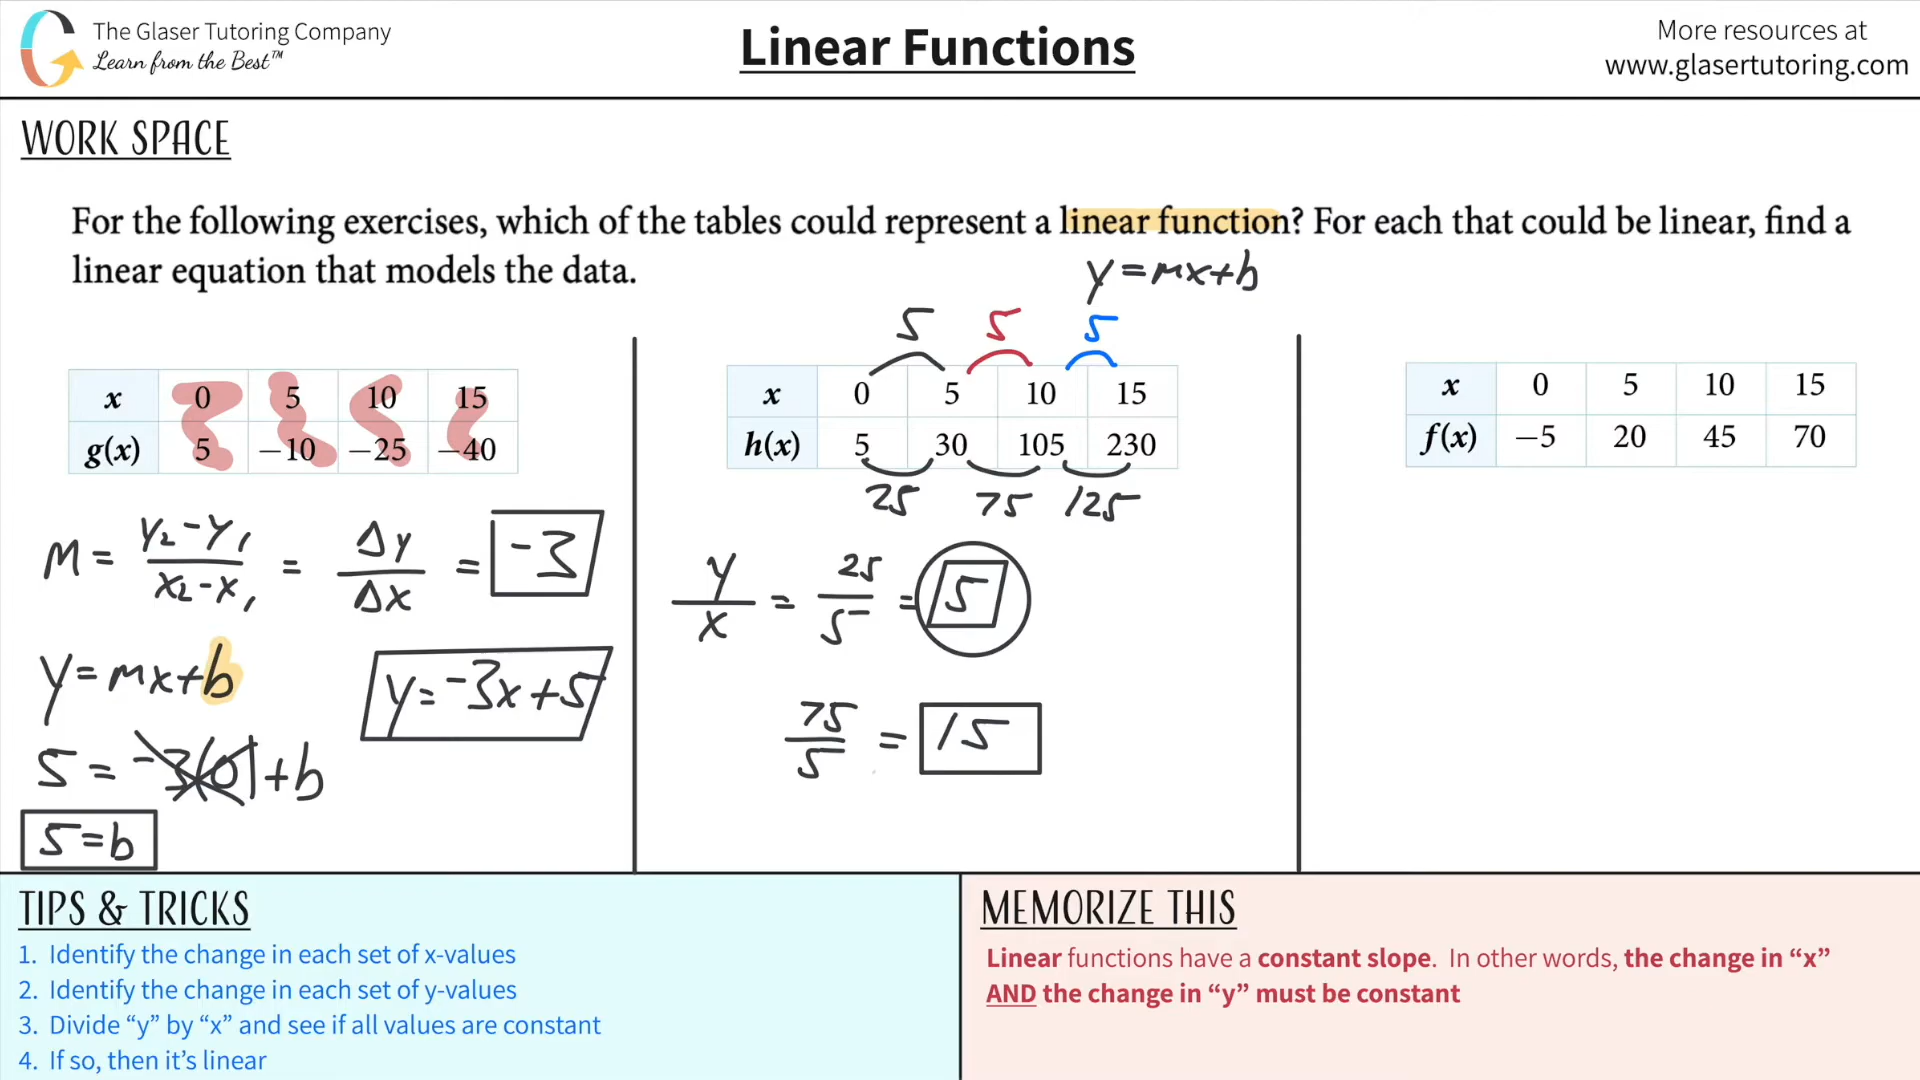 The Glaser Tutoring Company
Learn from the Best™
Linear Functions
More resources at
www.glasertutoring.com
WORK SPACE
For the following exercises, which of the tables could represent a linear function? For each that could be linear, find a
linear equation that models the data.
y = mx+b
x 0 5 10 15
g(x) 5 −10 −25 −40
M = y₂-y₁/x₂-x₁ = Δy/Δx = -3
y = mx+b
y = -3x+5
5 = -3(0)+b
5=b
5 5 5
x 0 5 10 15
h(x) 5 30 105 230
25 75 125
y/x = 25/5 = 5
75/5 = 15
x 0 5 10 15
f(x) −5 20 45 70
TIPS & TRICKS
1. Identify the change in each set of x-values
2. Identify the change in each set of y-values
3. Divide “y” by “x” and see if all values are constant
4. If so, then it’s linear
MEMORIZE THIS
Linear functions have a constant slope. In other words, the change in “x”
AND the change in “y” must be constant